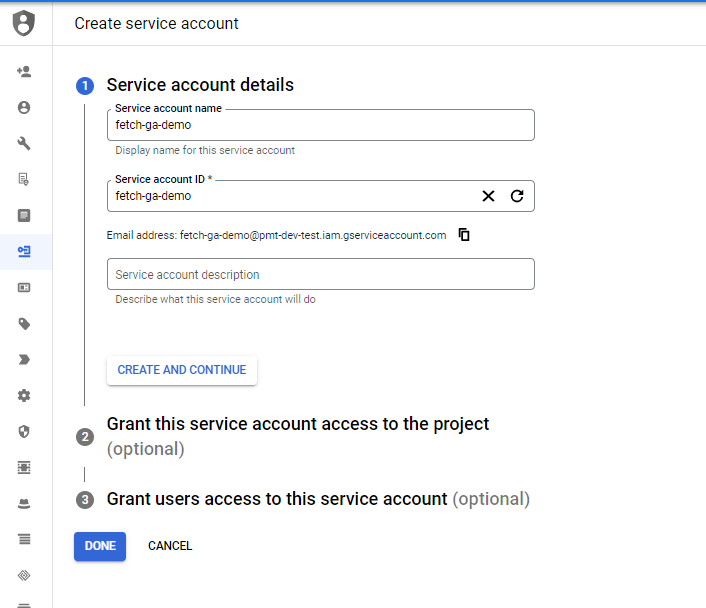 Create service account
1 Service account details
Service account name
fetch-ga-demo
Display name for this service account
Service account ID *
fetch-ga-demo
Email address: fetch-ga-demo@pmt-dev-test.iam.gserviceaccount.com
Service account description
Describe what this service account will do
CREATE AND CONTINUE
2 Grant this service account access to the project
(optional)
3 Grant users access to this service account (optional)
DONE CANCEL